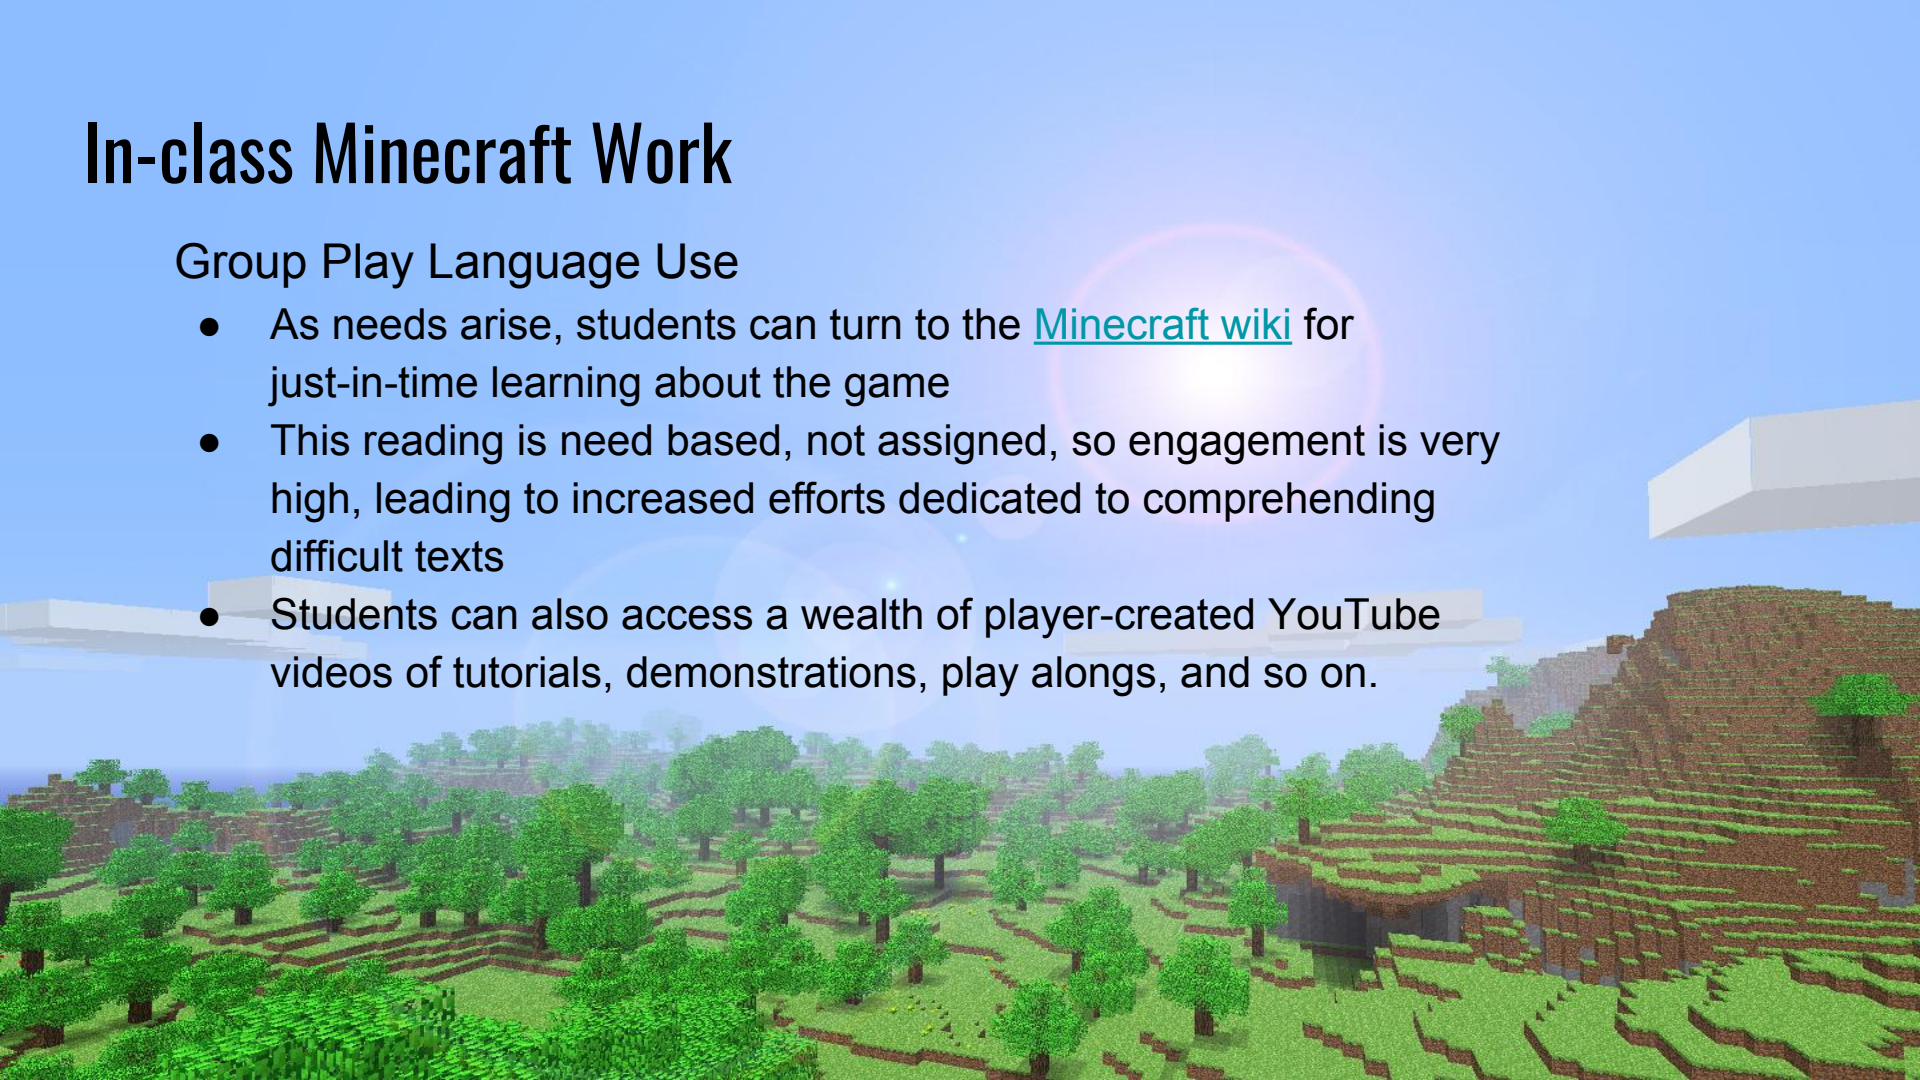 In-class Minecraft Work
Group Play Language Use
● As needs arise, students can turn to the Minecraft wiki for
just-in-time learning about the game
● This reading is need based, not assigned, so engagement is very
high, leading to increased efforts dedicated to comprehending
difficult texts
● Students can also access a wealth of player-created YouTube
videos of tutorials, demonstrations, play alongs, and so on.